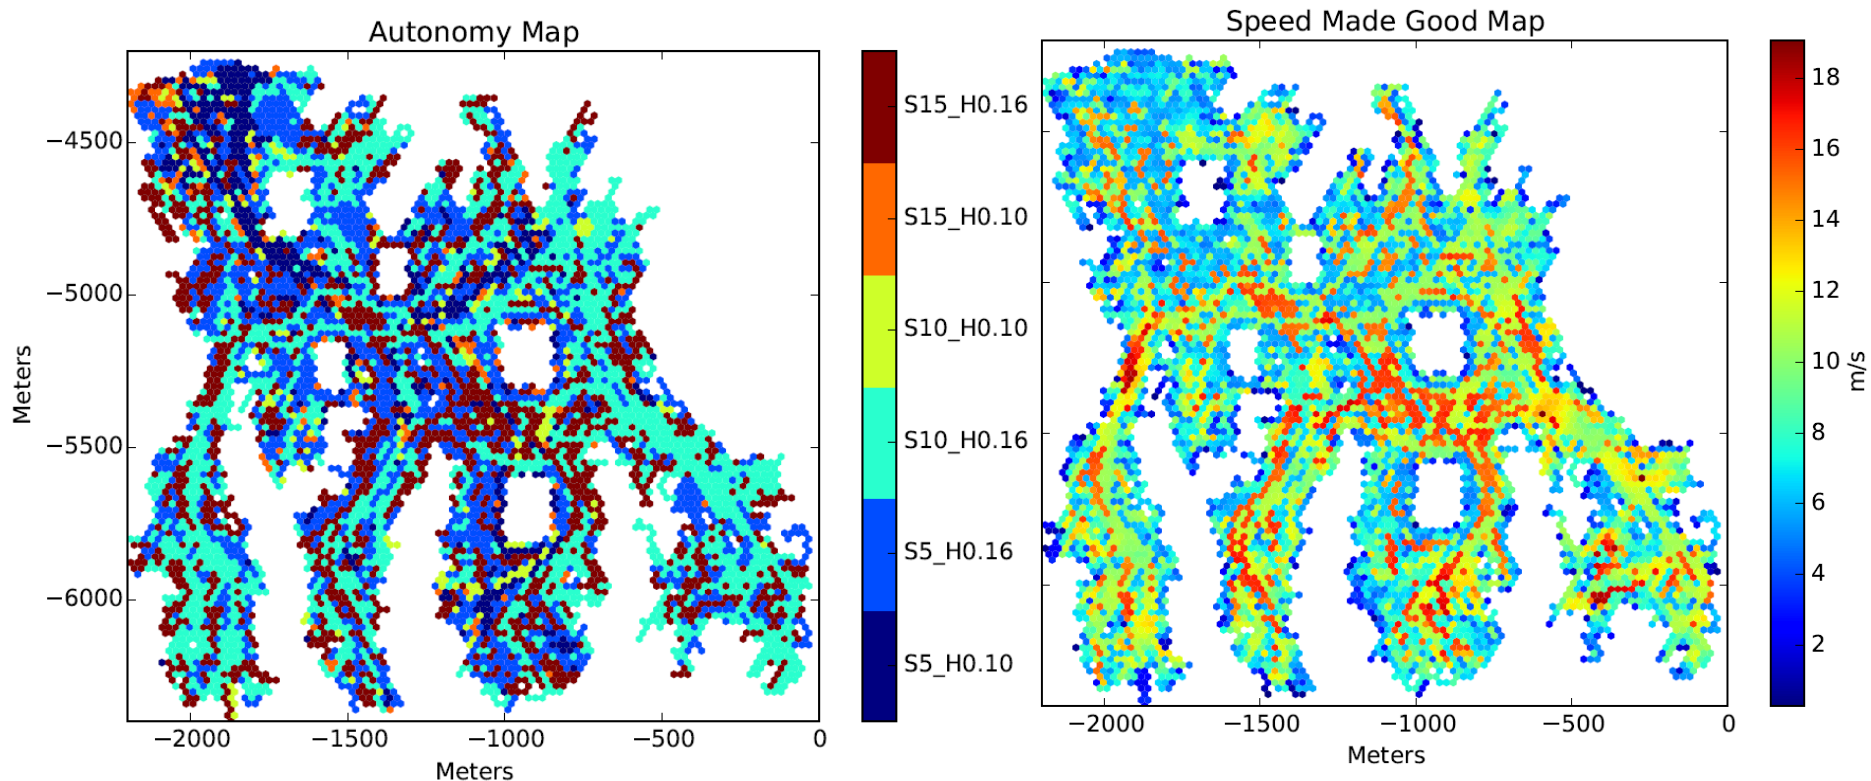 Autonomy Map
Meters
−4500
−5000
−5500
−6000
−2000 −1500 −1000 −500 0
Meters
S15_H0.16
S15_H0.10
S10_H0.10
S10_H0.16
S5_H0.16
S5_H0.10
Speed Made Good Map
−2000 −1500 −1000 −500 0
Meters
18
16
14
12
10
8
6
4
2
m/s